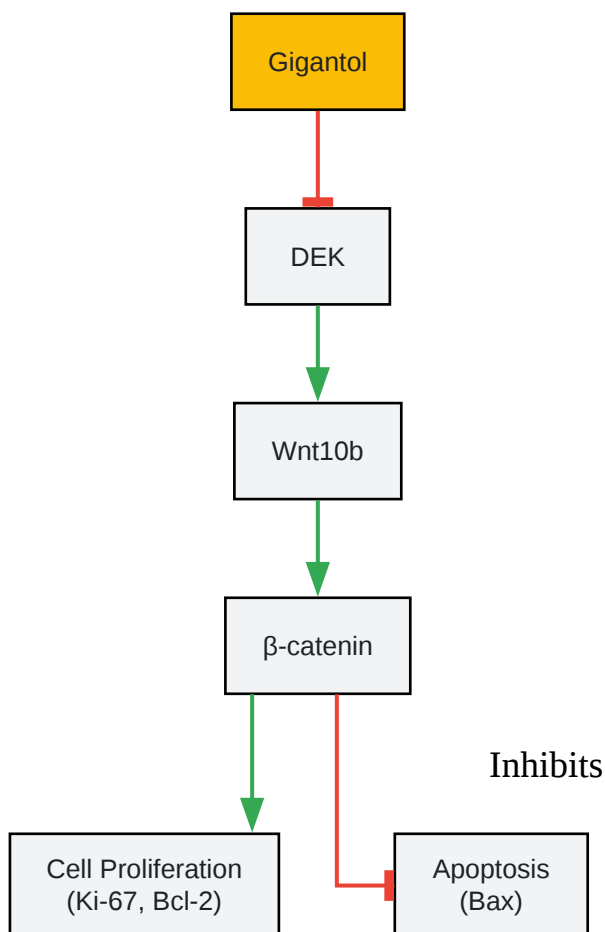 Gigantol
DEK
Wnt10b
β-catenin
Inhibits
Cell Proliferation
(Ki-67, Bcl-2)
Apoptosis
(Bax)